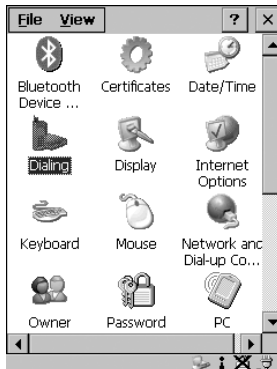 File View ? ×
Bluetooth Certificates Date/Time
Device ...
Dialing Display Internet
Options
Keyboard Mouse Network and
Dial-up Co...
Owner Password PC